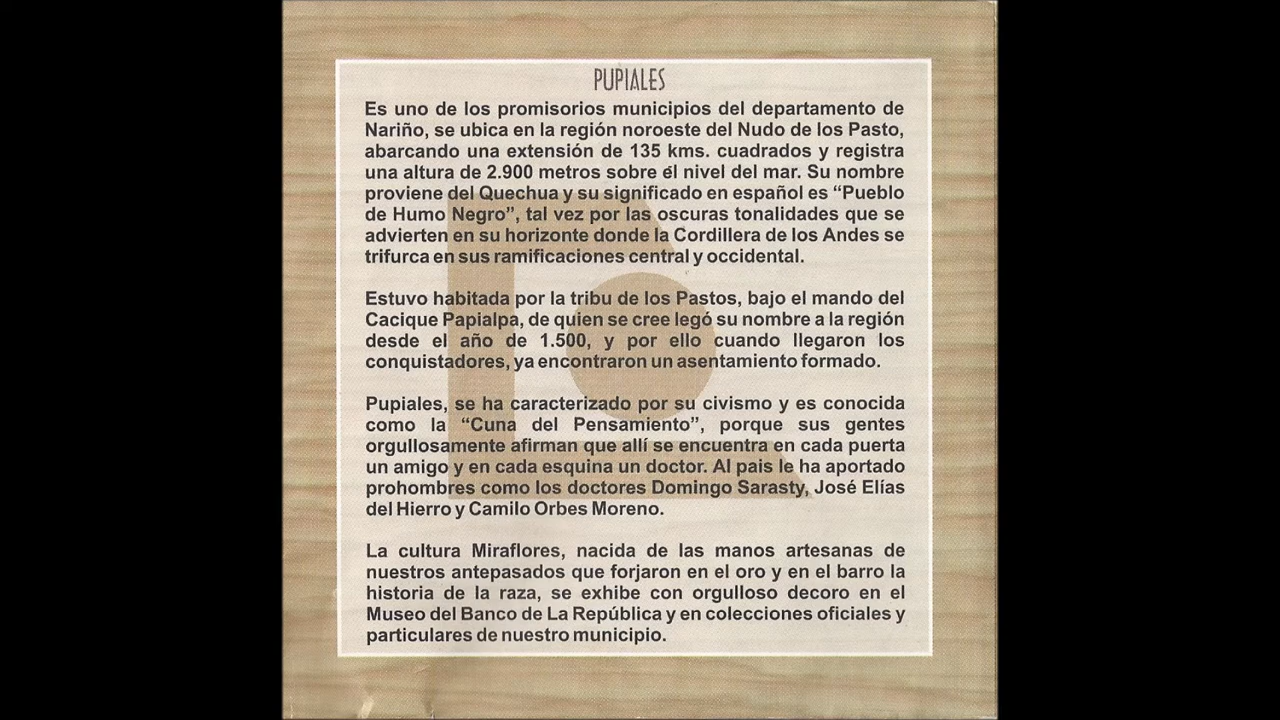 PUPIALES
Es uno de los promisorios municipios del departamento de
Nariño, se ubica en la región noroeste del Nudo de los Pasto,
abarcando una extensión de 135 kms. cuadrados y registra
una altura de 2.900 metros sobre él nivel del mar. Su nombre
proviene del Quechua y su significado en español es “Pueblo
de Humo Negro”, tal vez por las oscuras tonalidades que se
advierten en su horizonte donde la Cordillera de los Andes se
trifurca en sus ramificaciones central y occidental.
Estuvo habitada por la tribu de los Pastos, bajo el mando del
Cacique Papialpa, de quien se cree legó su nombre a la región
desde el año de 1.500, y por ello cuando llegaron los
conquistadores, ya encontraron un asentamiento formado.
Pupiales, se ha caracterizado por su civismo y es conocida
como la “Cuna del Pensamiento”, porque sus gentes
orgullosamente afirman que allí se encuentra en cada puerta
un amigo y en cada esquina un doctor. Al pais le ha aportado
prohombres como los doctores Domingo Sarasty, José Elías
del Hierro y Camilo Orbes Moreno.
La cultura Miraflores, nacida de las manos artesanas de
nuestros antepasados que forjaron en el oro y en el barro la
historia de la raza, se exhibe con orgulloso decoro en el
Museo del Banco de La República y en colecciones oficiales y
particulares de nuestro municipio.